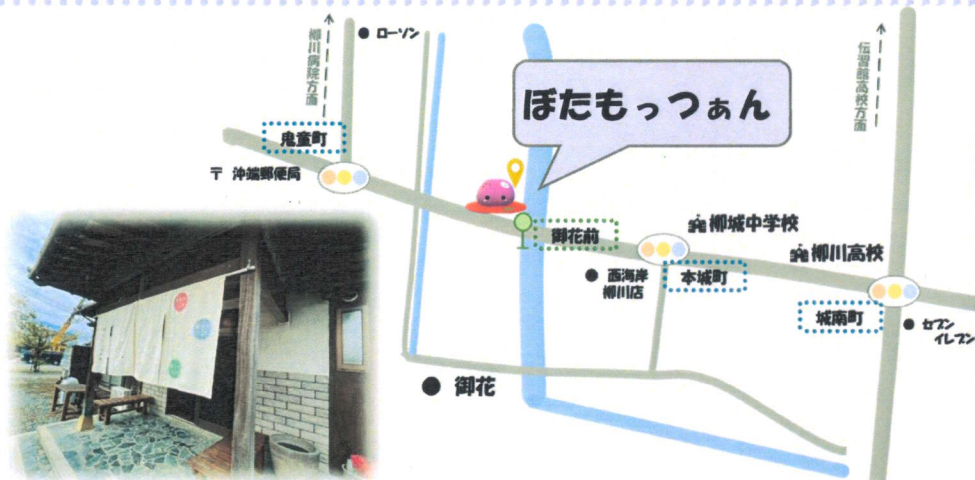 柳川病院方面
ローソン
伝習館高校方面
ぼたもっつぁん
鬼童町
〒 沖端郵便局
御花前
柳城中学校
西海岸
柳川店
本城町
柳川高校
城南町
セブン
イレブン
御花